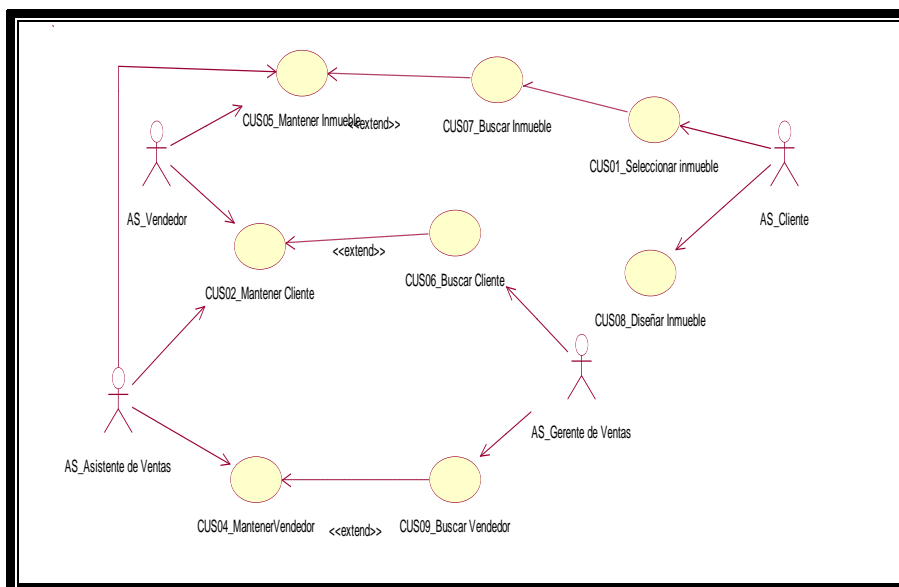 CUS05_Mantener Inmueble
<<extend>>
CUS07_Buscar Inmueble
CUS01_Seleccionar inmueble
AS_Vendedor
AS_Cliente
<<extend>>
CUS06_Buscar Cliente
CUS02_Mantener Cliente
CUS08_Diseñar Inmueble
AS_Gerente de Ventas
AS_Asistente de Ventas
CUS04_MantenerVendedor
<<extend>>
CUS09_Buscar Vendedor